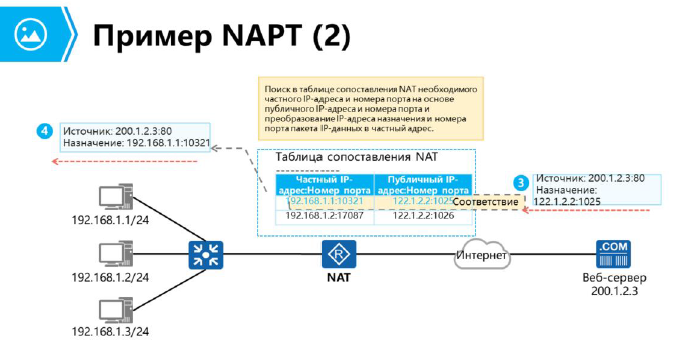 Пример NAPT (2)
Поиск в таблице сопоставления NAT необходимого
частного IP-адреса и номера порта на основе
публичного IP-адреса и номера порта и
преобразование IP-адреса назначения и номера
порта пакета IP-данных в частный адрес.
4
Источник: 200.1.2.3:80
Назначение: 192.168.1.1:10321
Таблица сопоставления NAT
Частный IP-
адрес:Номер порта
Публичный IP-
адрес:Номер порта
192.168.1.1:10321
122.1.2.2:1025
Соответствие
192.168.1.2:17087
122.1.2.2:1026
3
Источник: 200.1.2.3:80
Назначение:
122.1.2.2:1025
192.168.1.1/24
192.168.1.2/24
192.168.1.3/24
R
NAT
Интернет
.COM
Веб-сервер
200.1.2.3